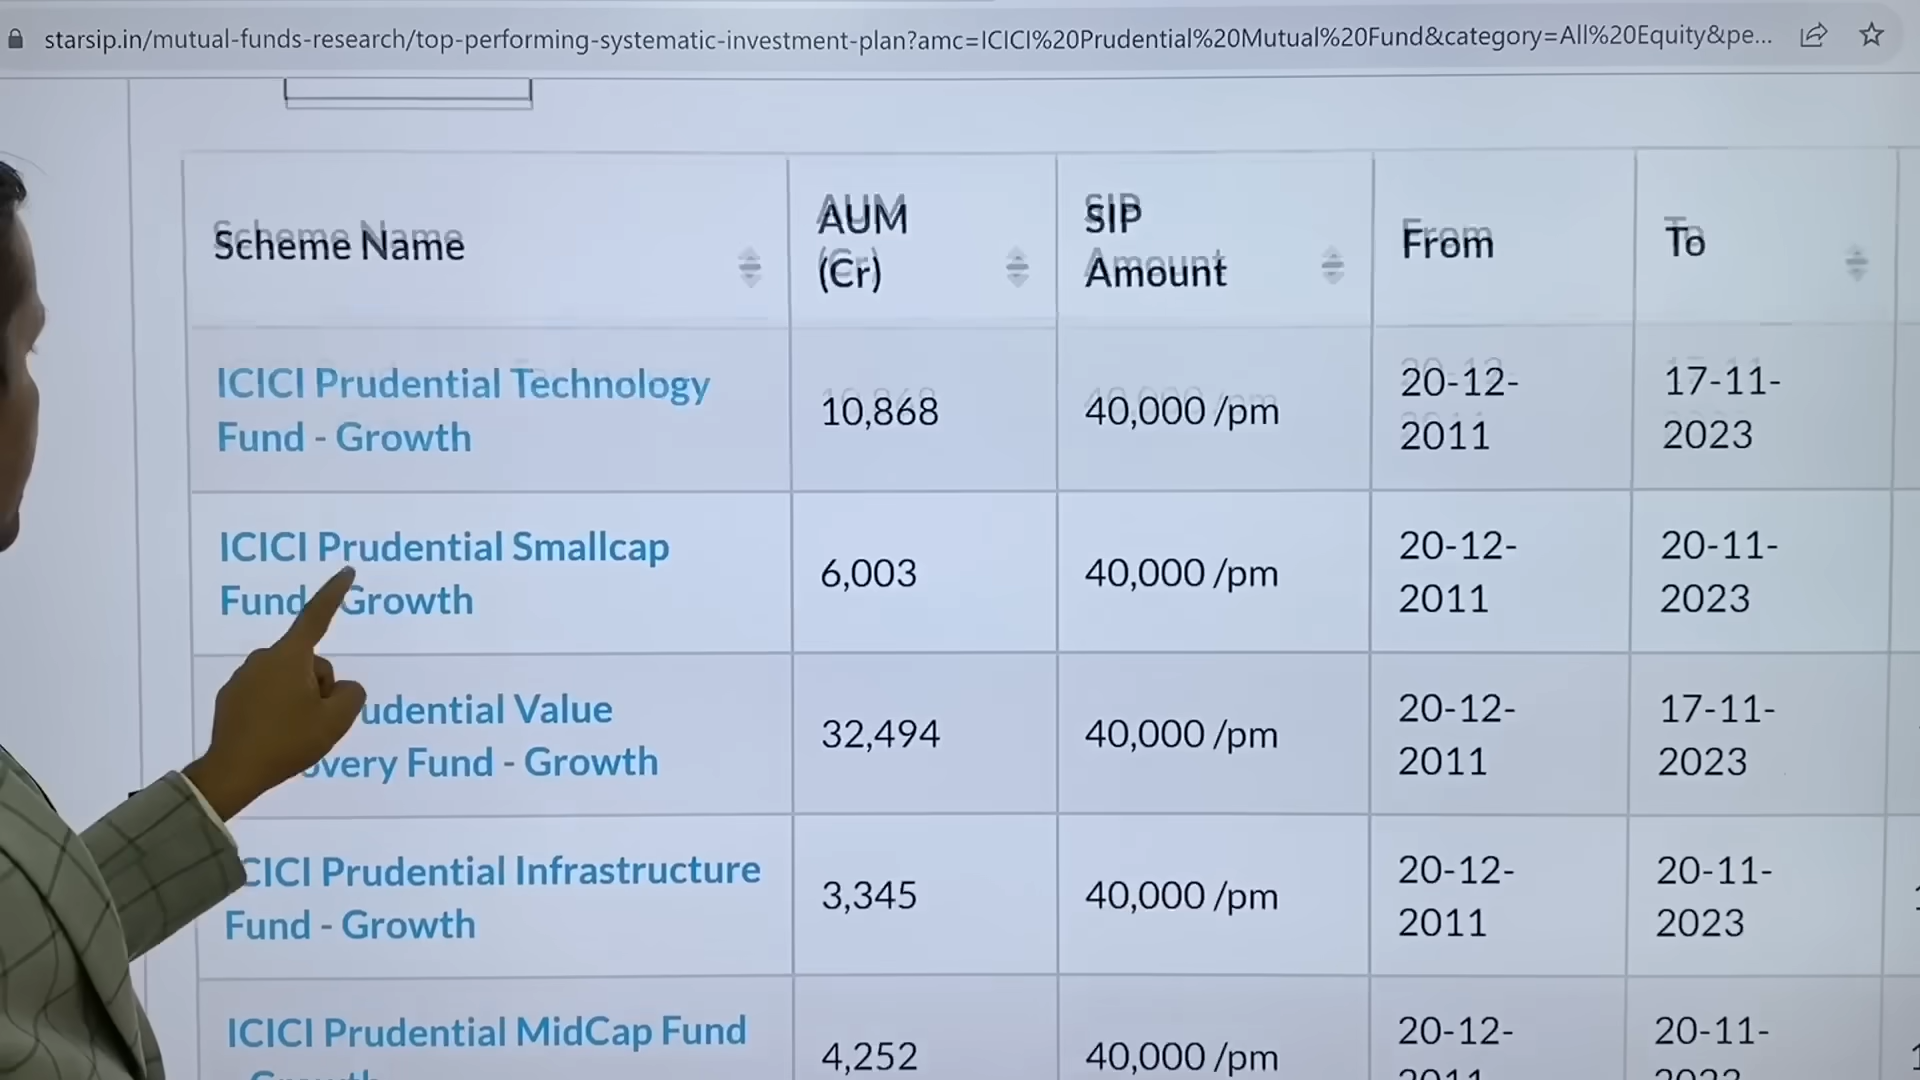 starsip.in/mutual-funds-research/top-performing-systematic-investment-plan?amc=ICICI%20Prudential%20Mutual%20Fund&category=All%20Equity&pe...
Scheme Name
AUM
(Cr)
SIP
Amount
From
To
ICICI Prudential Technology
Fund - Growth
10,868
40,000 /pm
20-12-
2011
17-11-
2023
ICICI Prudential Smallcap
Fund Growth
6,003
40,000 /pm
20-12-
2011
20-11-
2023
udential Value
overy Fund - Growth
32,494
40,000 /pm
20-12-
2011
17-11-
2023
CICI Prudential Infrastructure
Fund - Growth
3,345
40,000 /pm
20-12-
2011
20-11-
2023
ICICI Prudential MidCap Fund
4,252
40,000 /pm
20-12-
20-11-